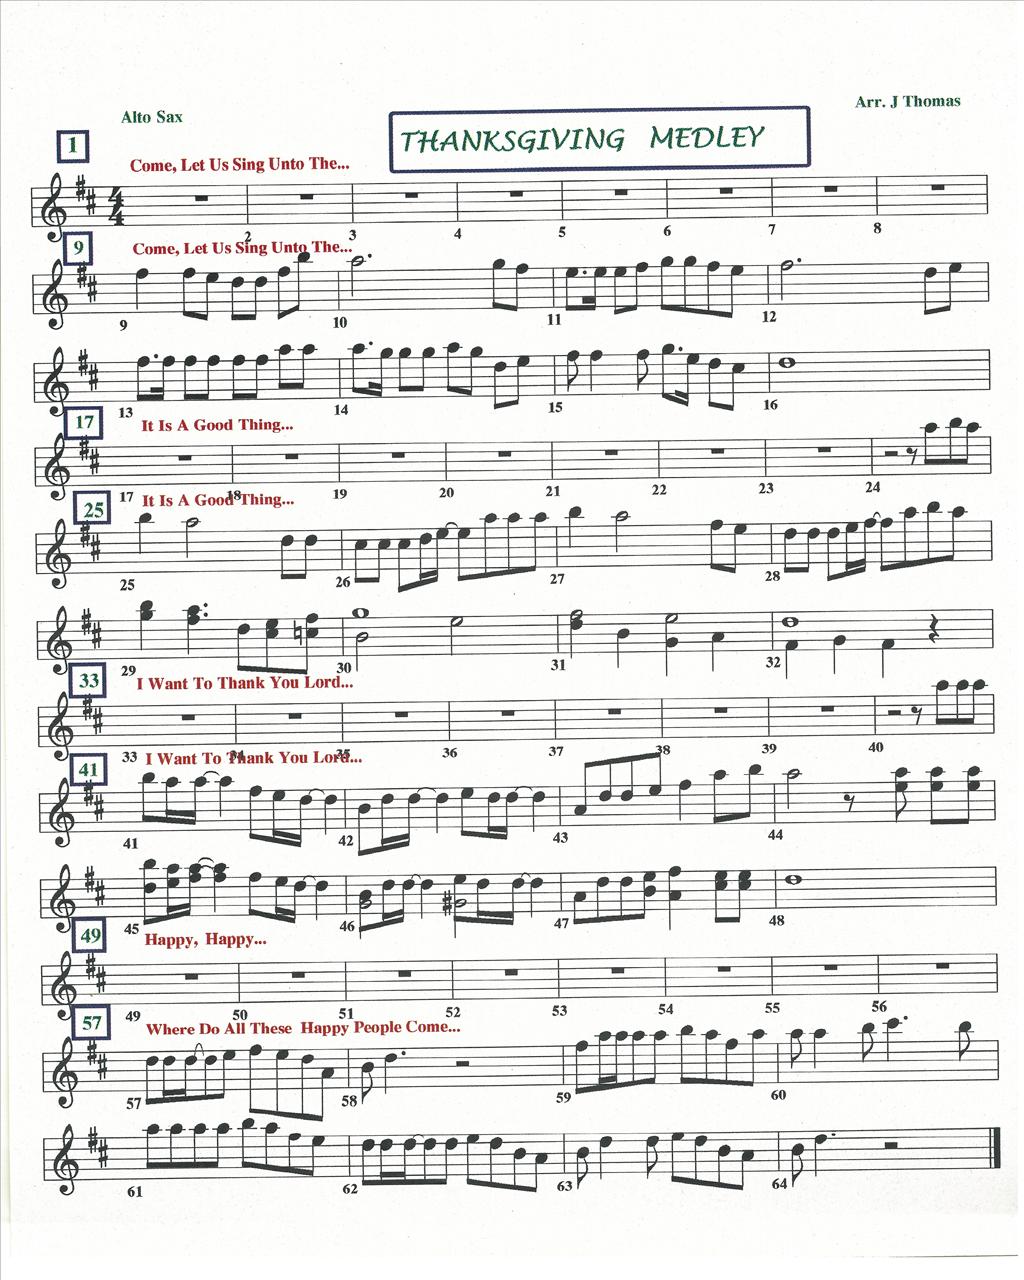 Arr. J Thomas
Alto Sax
THANKSGIVING MEDLEY
1
Come, Let Us Sing Unto The...
4
4
2 3 4 5 6 7 8
9
Come, Let Us Sing Unto The...
9 10 11 12
13 14 15 16
17
It Is A Good Thing...
17 18 19 20 21 22 23 24
25
It Is A Good Thing...
25 26 27 28
29 30 31 32
33
I Want To Thank You Lord...
33 34 35 36 37 38 39 40
41
I Want To Thank You Lord...
41 42 43 44
45 46 47 48
49
Happy, Happy...
49 50 51 52 53 54 55 56
57
Where Do All These Happy People Come...
57 58 59 60
61 62 63 64